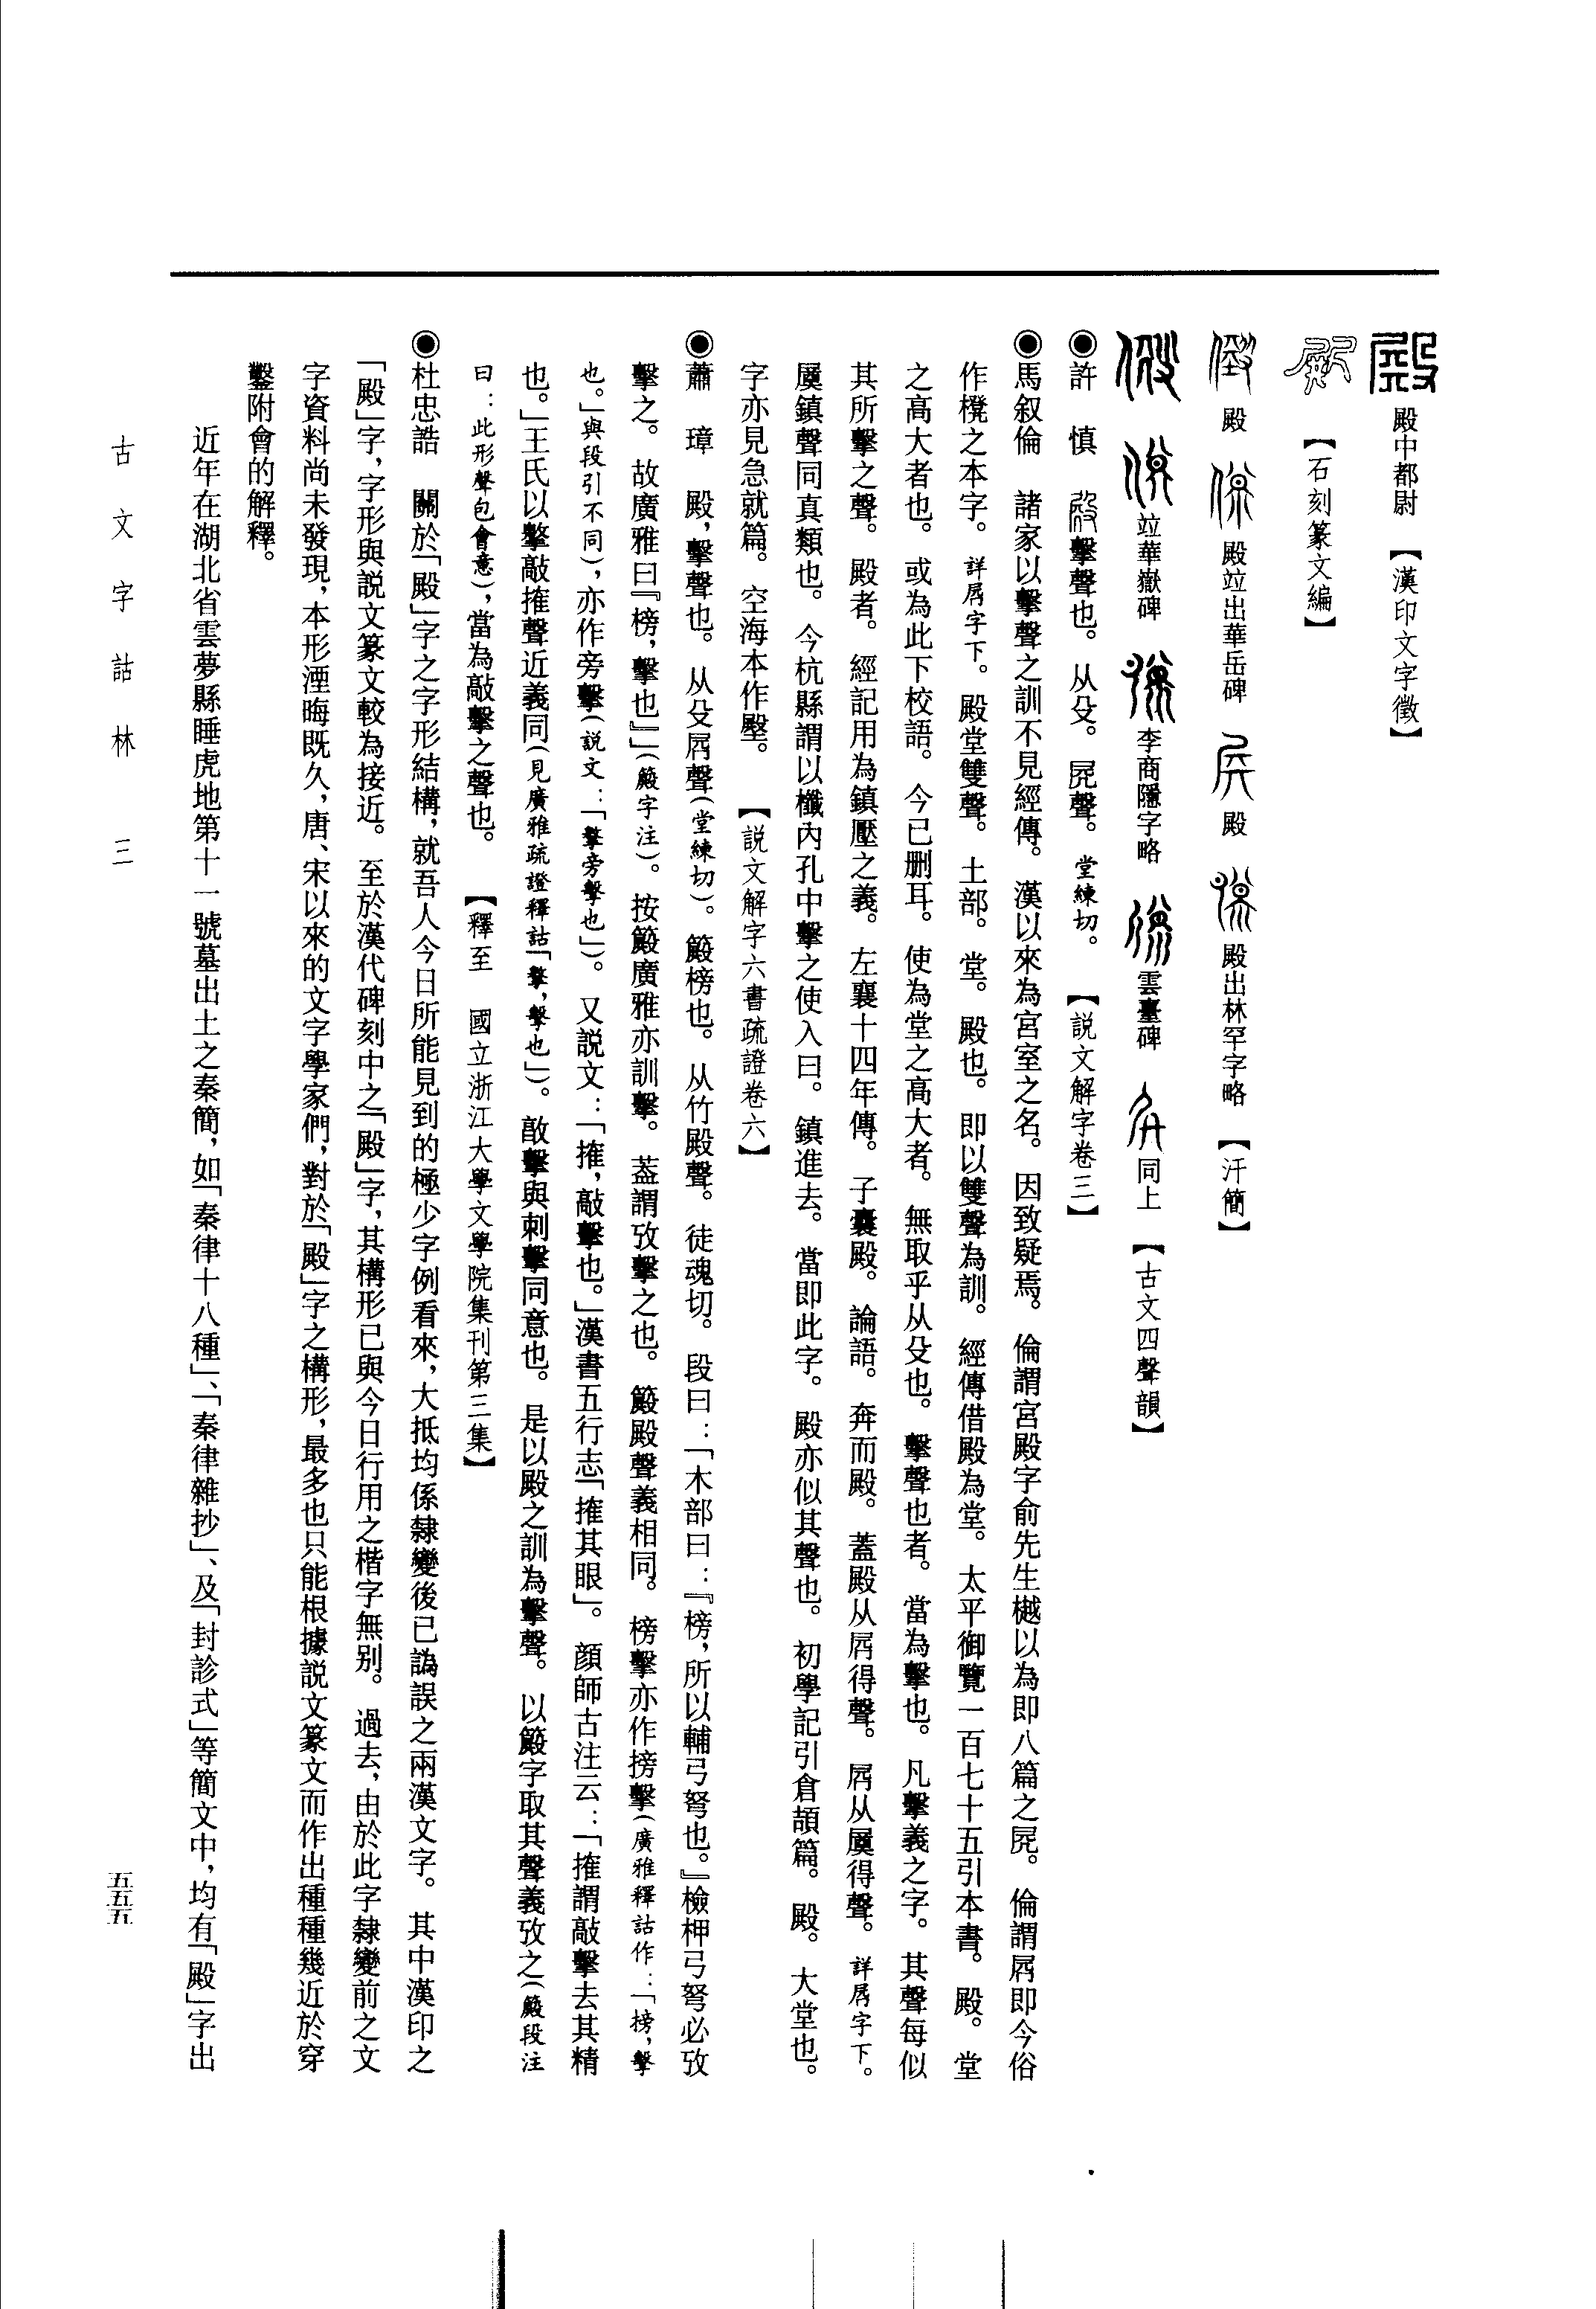 殿中都尉　【漢印文字徵】
【石刻篆文編】
殿　殿竝出華岳碑　殿　殿出林罕字略　【汗簡】
竝華嶽碑　李商隱字略　雲臺碑　同上　【古文四聲韻】
◉許　慎　擊聲也。从殳。𡱂聲。堂練切。　【説文解字卷三】
◉馬叙倫　諸家以擊聲之訓不見經傳。漢以來為宮室之名。因致疑焉。倫謂宮殿字俞先生樾以為即八篇之𡱂。倫謂𡱒即今俗
作櫈之本字。詳𡱒字下。殿堂雙聲。土部。堂。殿也。即以雙聲為訓。經傳借殿為堂。太平御覽一百七十五引本書。殿。堂
之高大者也。或為此下校語。今已删耳。使為堂之高大者。無取乎从殳也。擊聲也者。當為擊也。凡擊義之字。其聲每似
其所擊之聲。殿者。經記用為鎮壓之義。左襄十四年傳。子囊殿。論語。奔而殿。蓋殿从𡱒得聲。𡱒从㞟得聲。詳𡱒字下。
㞟鎮聲同真類也。今杭縣謂以櫼內孔中擊之使入曰。鎮進去。當即此字。殿亦似其聲也。初學記引倉頡篇。殿。大堂也。
字亦見急就篇。空海本作壂。　【説文解字六書疏證卷六】
◉蕭　璋　殿，擊聲也。从殳𡱒聲（堂練切）。簸榜也。从竹殿聲。徒魂切。段曰：「木部曰：『榜，所以輔弓弩也。』檢柙弓弩必攷
擊之。故廣雅曰『榜，擊也』」（簸字注）。按簸廣雅亦訓擊。蓋謂攷擊之也。簸殿聲義相同。榜擊亦作搒擊（廣雅釋詁作：「搒，擊
也。」與段引不同），亦作旁擊（説文：「擎旁擊也」）。又説文：「搉，敲擊也。」漢書五行志「搉其眼」。顔師古注云：「搉謂敲擊去其精
也。」王氏以擎敲搉聲近義同（見廣雅疏證釋詁「擎，擊也」）。敔擊與刺擊同意也。是以殿之訓為擊聲。以簸字取其聲義攷之（簸段注
曰：此形聲包會意），當為敲擊之聲也。　【釋至　國立浙江大學文學院集刊第三集】
◉杜忠誥　關於「殿」字之字形結構，就吾人今日所能見到的極少字例看來，大抵均係隸變後已譌誤之兩漢文字。其中漢印之
「殿」字，字形與説文篆文較為接近。至於漢代碑刻中之「殿」字，其構形已與今日行用之楷字無别。過去，由於此字隸變前之文
字資料尚未發現，本形湮晦既久，唐、宋以來的文字學家們，對於「殿」字之構形，最多也只能根據説文篆文而作出種種幾近於穿
鑿附會的解釋。
近年在湖北省雲夢縣睡虎地第十一號墓出土之秦簡，如「秦律十八種」、「秦律雜抄」、及「封診式」等簡文中，均有「殿」字出
古文字詁林　三
五五五